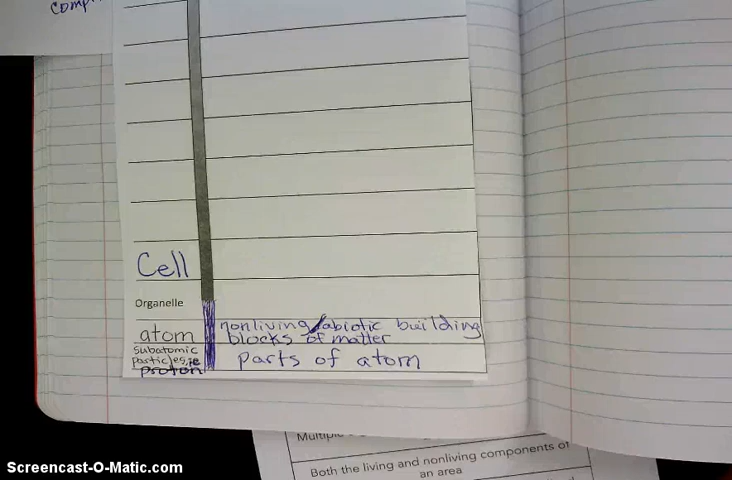 comp
Cell
Organelle
atom
nonliving/abiotic building
blocks of matter
subatomic
particles, ie
proton
parts of atom
Multiple
Both the living and nonliving components of
an area
Screencast-O-Matic.com